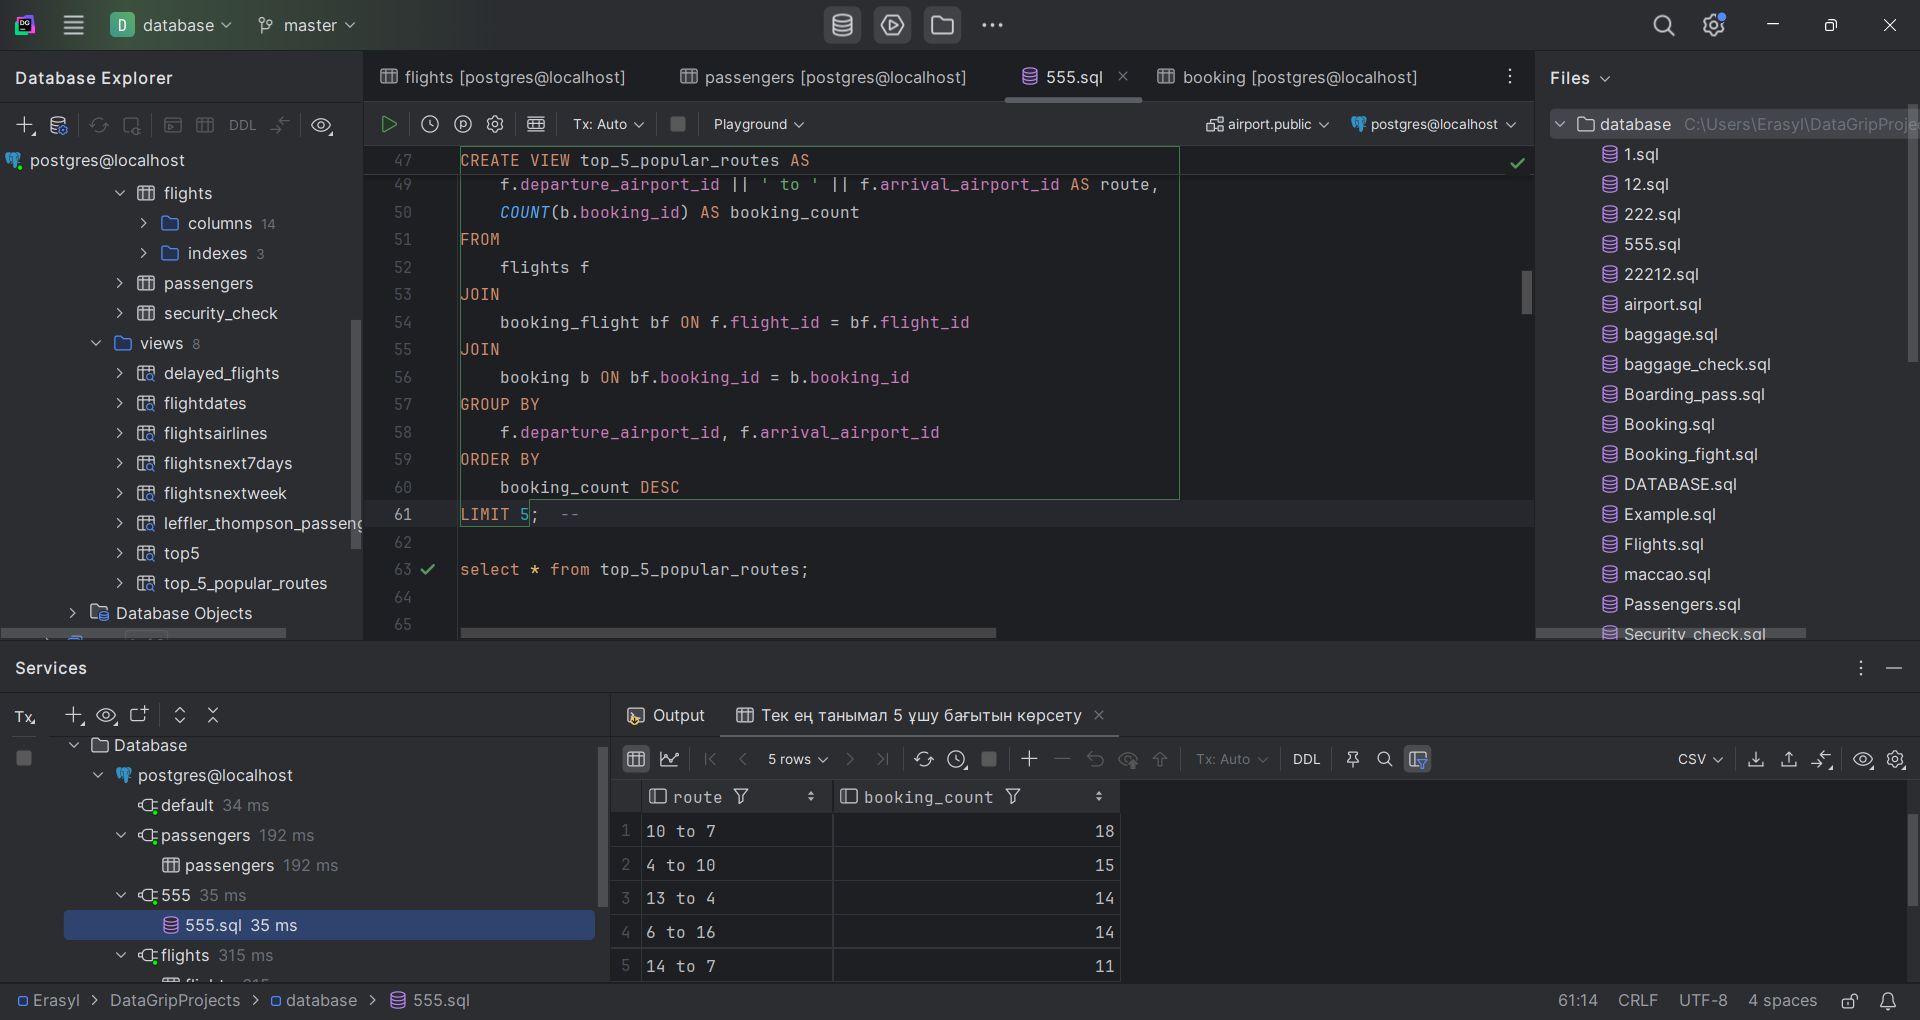 D database
master
Database Explorer
DDL
postgres@localhost
flights
columns 14
indexes 3
passengers
security_check
views 8
delayed_flights
flightdates
flightsairlines
flightsnext7days
flightsnextweek
leffler_thompson_passeng
top5
top_5_popular_routes
Database Objects
flights [postgres@localhost]
passengers [postgres@localhost]
555.sql
booking [postgres@localhost]
Tx: Auto
Playground
airport.public
postgres@localhost
47 CREATE VIEW top_5_popular_routes AS
49 f.departure_airport_id || ' to ' || f.arrival_airport_id AS route,
50 COUNT(b.booking_id) AS booking_count
51 FROM
52 flights f
53 JOIN
54 booking_flight bf ON f.flight_id = bf.flight_id
55 JOIN
56 booking b ON bf.booking_id = b.booking_id
57 GROUP BY
58 f.departure_airport_id, f.arrival_airport_id
59 ORDER BY
60 booking_count DESC
61 LIMIT 5; --
62
63 select * from top_5_popular_routes;
64
65
Files
database C:\Users\Erasyl\DataGripProje
1.sql
12.sql
222.sql
555.sql
22212.sql
airport.sql
baggage.sql
baggage_check.sql
Boarding_pass.sql
Booking.sql
Booking_fight.sql
DATABASE.sql
Example.sql
Flights.sql
maccao.sql
Passengers.sql
Security_check.sql
Services
Tx
Database
postgres@localhost
default 34 ms
passengers 192 ms
passengers 192 ms
555 35 ms
555.sql 35 ms
flights 315 ms
Output
Тек ең танымал 5 ұшу бағытын көрсету
5 rows
Tx: Auto
DDL
CSV
route booking_count
1 10 to 7 18
2 4 to 10 15
3 13 to 4 14
4 6 to 16 14
5 14 to 7 11
Erasyl > DataGripProjects > database > 555.sql
61:14 CRLF UTF-8 4 spaces